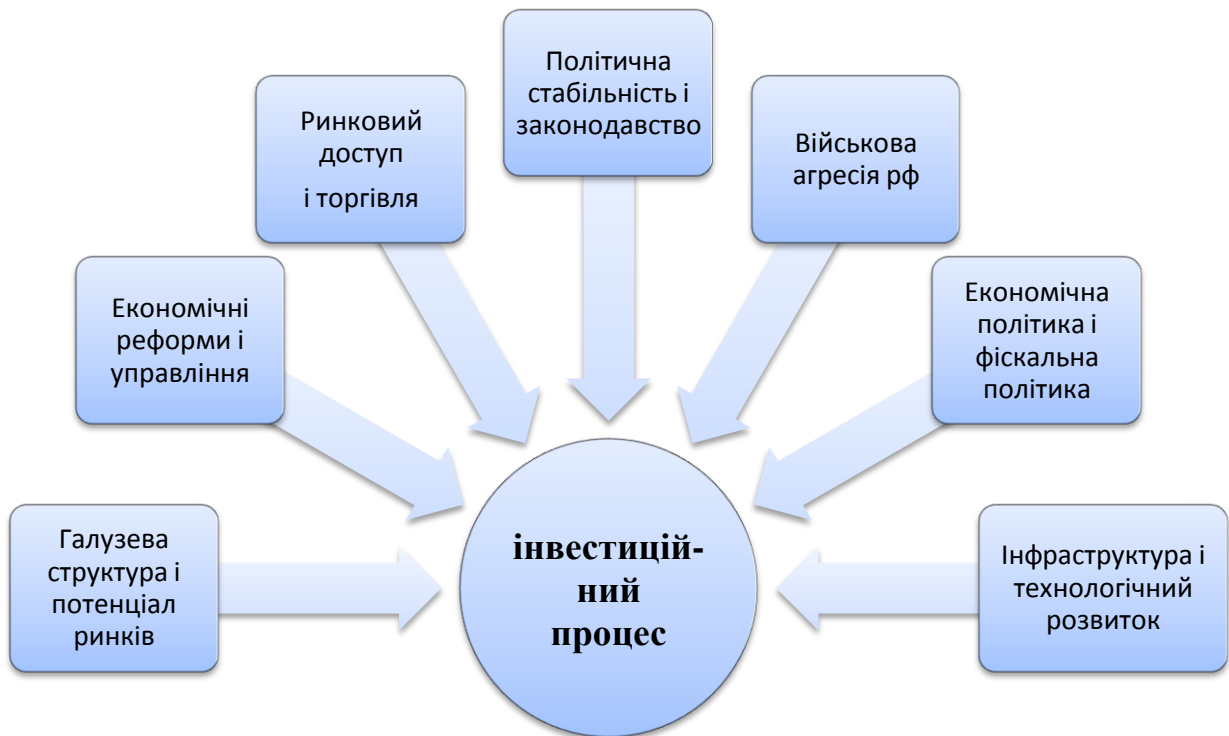 Політична
стабільність і
законодавство
Ринковий
доступ
і торгівля
Військова
агресія рф
Економічні
реформи і
управління
Економічна
політика і
фіскальна
політика
Галузева
структура і
потенціал
ринків
інвестицій-
ний
процес
Інфраструктура і
технологічний
розвиток